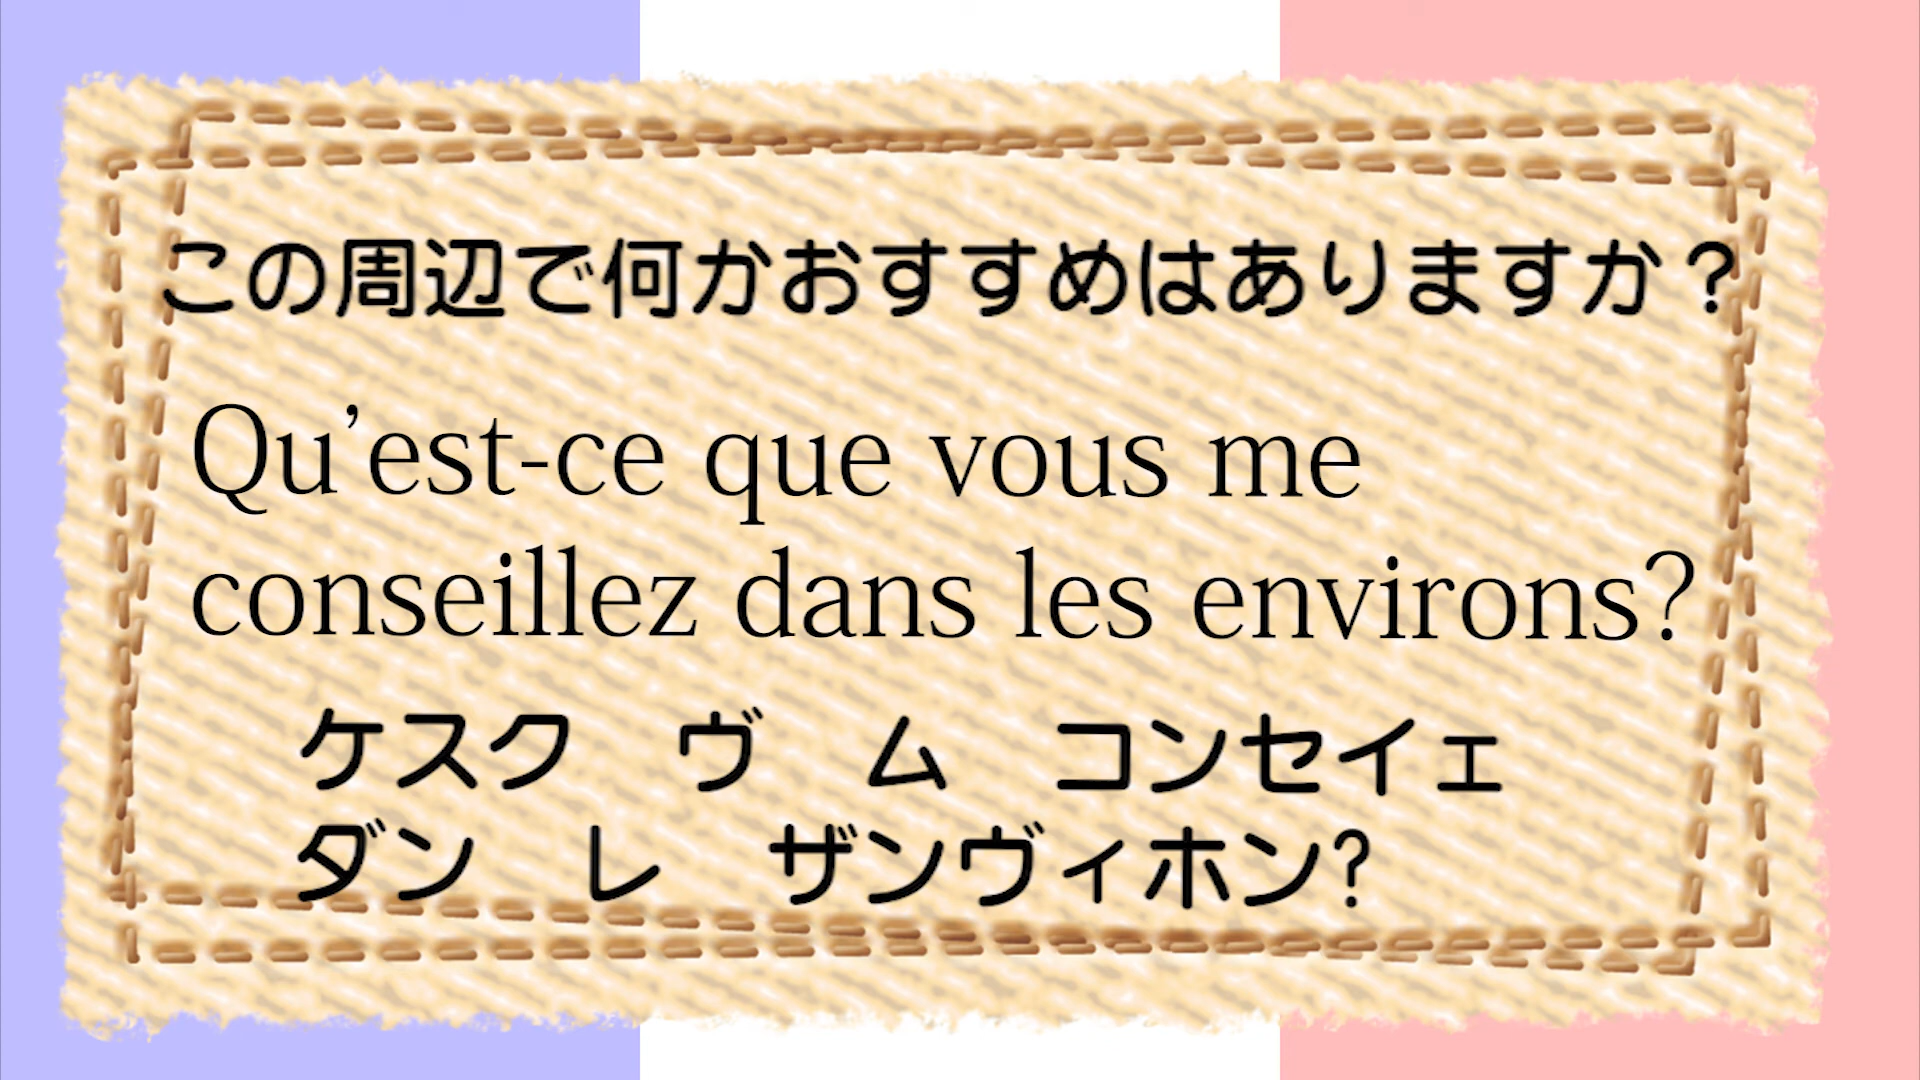 この周辺で何かおすすめはありますか？
Qu’est-ce que vous me
conseillez dans les environs?
ケスク　ヴ　ム　コンセイェ
ダン　レ　ザンヴィホン?